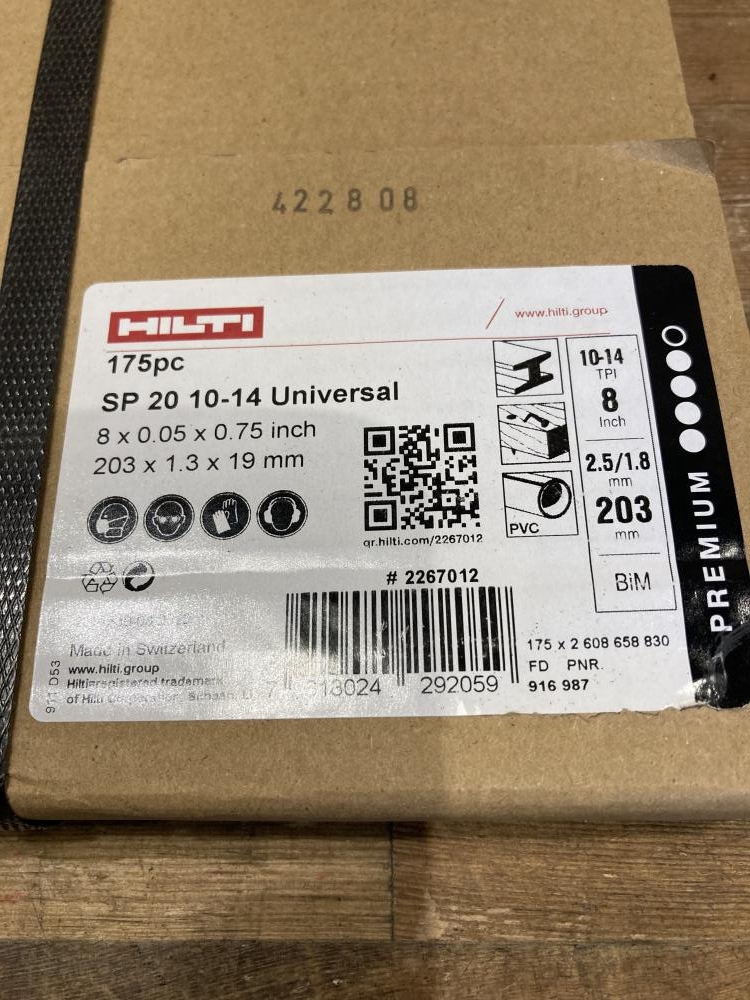 422808
HILTI
www.hilti.group
175pc
SP 20 10-14 Universal
8 x 0.05 x 0.75 inch
203 x 1.3 x 19 mm
qr.hilti.com/2267012
PVC
10-14
TPI
8
Inch
2.5/1.8
mm
203
mm
BiM
PREMIUM
# 2267012
Made in Switzerland
www.hilti.group
Hilti=registered trademark
of Hilti Corporation, Schaan
911 D53
313024 292059
175 x 2 608 658 830
FD PNR.
916 987